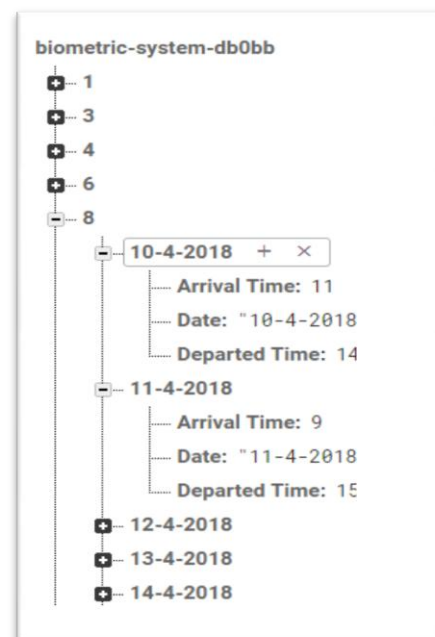 biometric-system-db0bb
1
3
4
6
8
10-4-2018 + ×
Arrival Time: 11
Date: "10-4-2018
Departed Time: 14
11-4-2018
Arrival Time: 9
Date: "11-4-2018
Departed Time: 15
12-4-2018
13-4-2018
14-4-2018